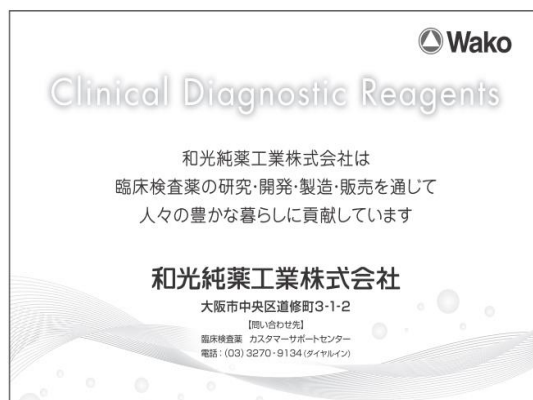 Wako
Clinical Diagnostic Reagents
和光純薬工業株式会社は
臨床検査薬の研究・開発・製造・販売を通じて
人々の豊かな暮らしに貢献しています
和光純薬工業株式会社
大阪市中央区道修町3-1-2
【問い合わせ先】
臨床検査薬 カスタマーサポートセンター
電話：(03) 3270-9134 (ダイヤルイン)